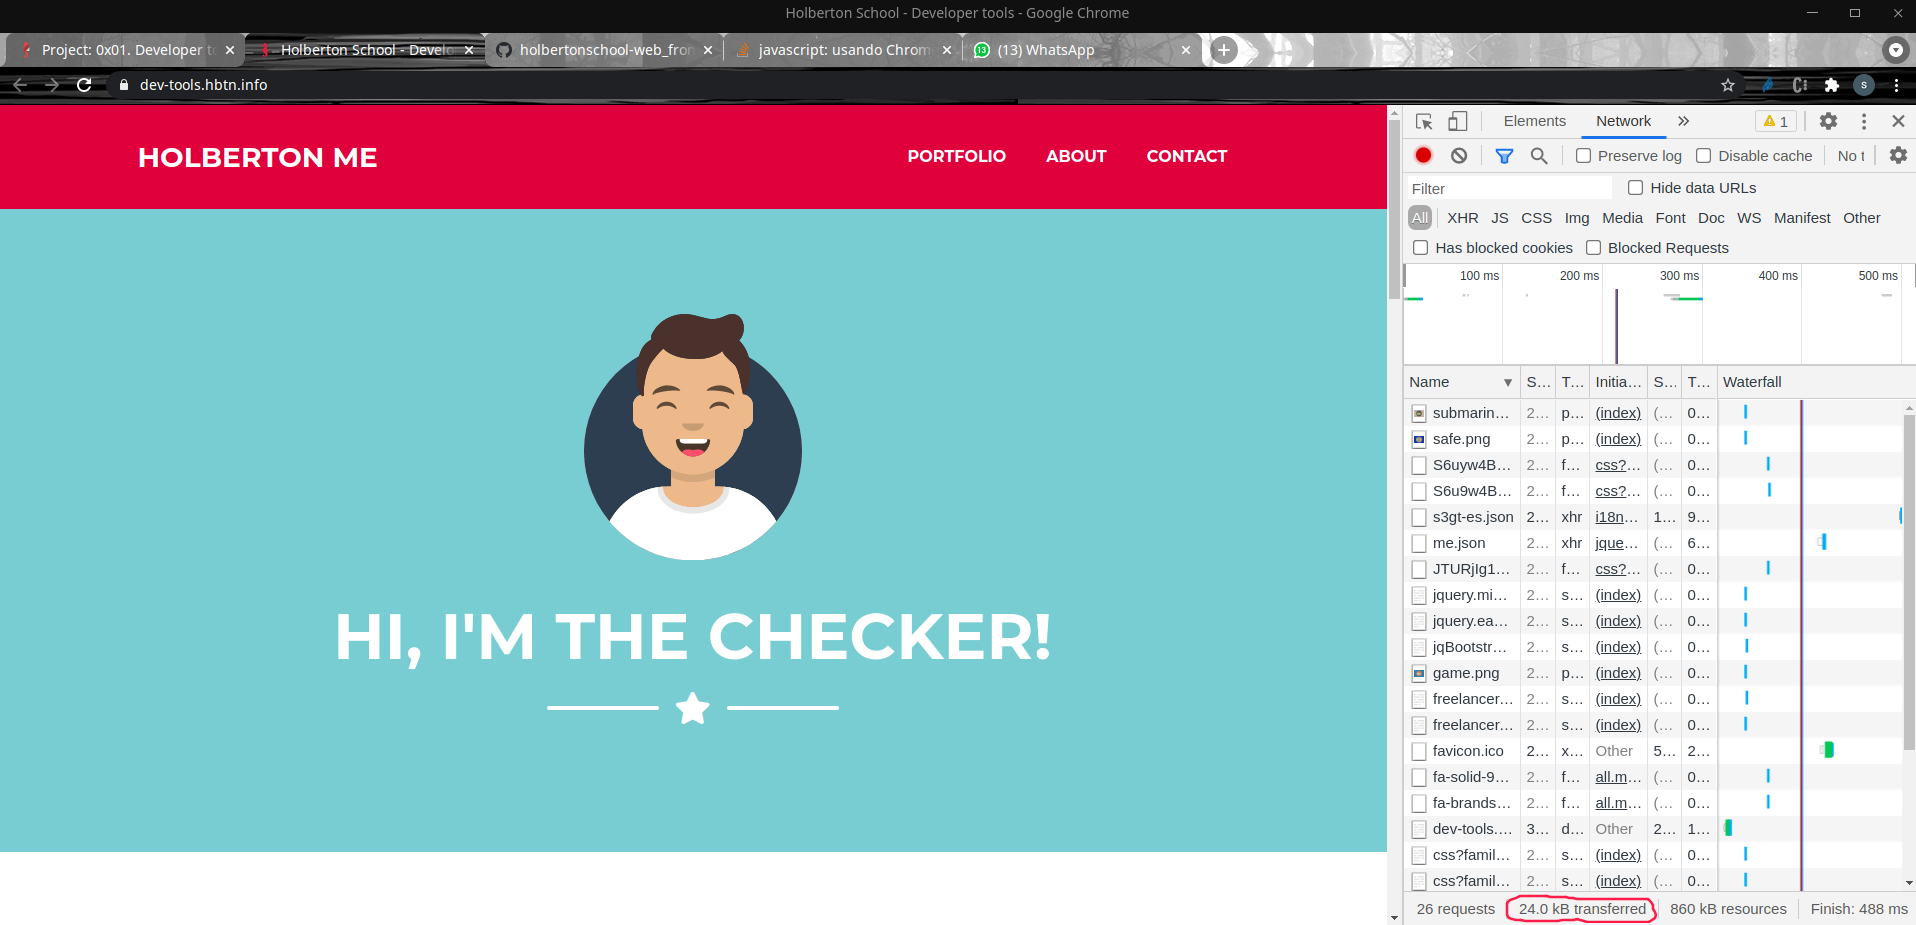 Holberton School - Developer tools - Google Chrome
Project: 0x01. Developer to
Holberton School - Develo
holbertonschool-web_fron
javascript: usando Chrome
(13) WhatsApp
dev-tools.hbtn.info
S
HOLBERTON ME
PORTFOLIO ABOUT CONTACT
HI, I'M THE CHECKER!
Elements Network 1
Preserve log Disable cache No t
Filter Hide data URLs
All XHR JS CSS Img Media Font Doc WS Manifest Other
Has blocked cookies Blocked Requests
100 ms 200 ms 300 ms 400 ms 500 ms
Name S... T... Initia... S... T... Waterfall
submarin... 2... p... (index) (... 0...
safe.png 2... p... (index) (... 0...
S6uyw4B... 2... f... css?... (... 0...
S6u9w4B... 2... f... css?... (... 0...
s3gt-es.json 2... xhr i18n... 1... 9...
me.json 2... xhr jque... (... 6...
JTURjIg1... 2... f... css?... (... 0...
jquery.mi... 2... s... (index) (... 0...
jquery.ea... 2... s... (index) (... 0...
jqBootstr... 2... s... (index) (... 0...
game.png 2... p... (index) (... 0...
freelancer... 2... s... (index) (... 0...
freelancer... 2... s... (index) (... 0...
favicon.ico 2... x... Other 5... 2...
fa-solid-9... 2... f... all.m... (... 0...
fa-brands... 2... f... all.m... (... 0...
dev-tools.... 3... d... Other 2... 1...
css?famil... 2... s... (index) (... 0...
css?famil... 2... s... (index) (... 0...
26 requests 24.0 kB transferred 860 kB resources Finish: 488 ms